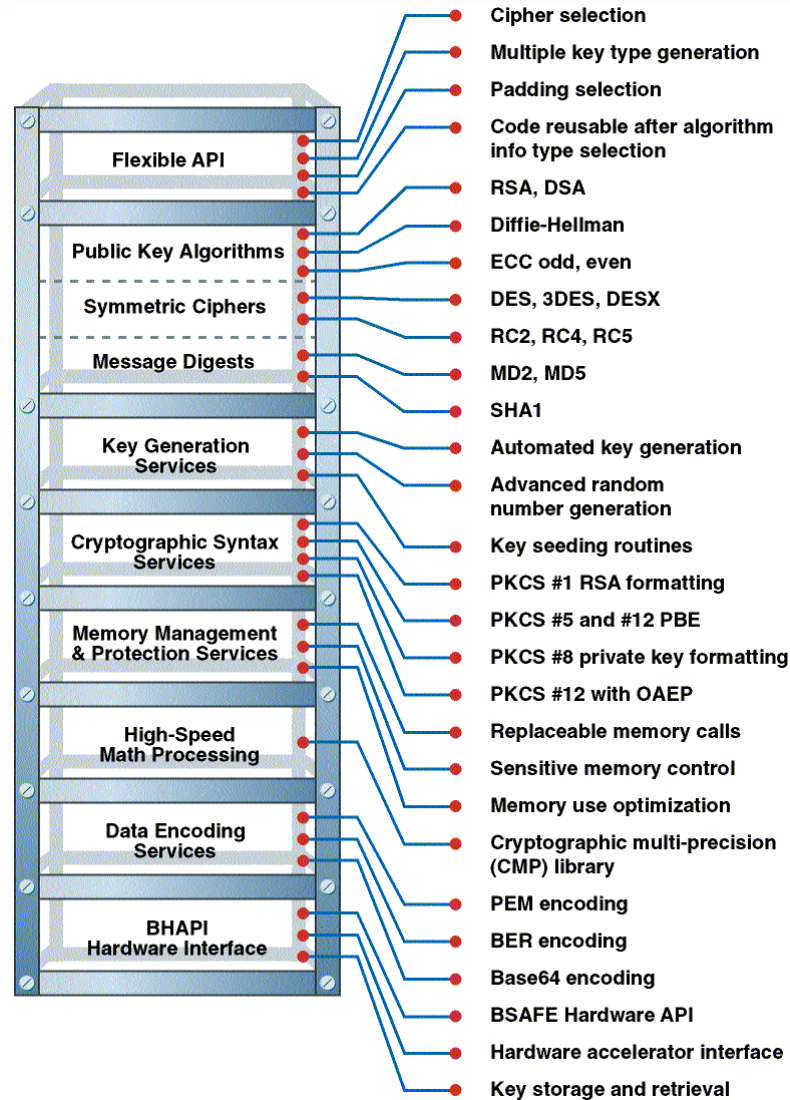 Cipher selection
Multiple key type generation
Padding selection
Code reusable after algorithm
info type selection
RSA, DSA
Diffie-Hellman
ECC odd, even
DES, 3DES, DESX
RC2, RC4, RC5
MD2, MD5
SHA1
Automated key generation
Advanced random
number generation
Key seeding routines
PKCS #1 RSA formatting
PKCS #5 and #12 PBE
PKCS #8 private key formatting
PKCS #12 with OAEP
Replaceable memory calls
Sensitive memory control
Memory use optimization
Cryptographic multi-precision
(CMP) library
PEM encoding
BER encoding
Base64 encoding
BSAFE Hardware API
Hardware accelerator interface
Key storage and retrieval
Flexible API
Public Key Algorithms
Symmetric Ciphers
Message Digests
Key Generation
Services
Cryptographic Syntax
Services
Memory Management
& Protection Services
High-Speed
Math Processing
Data Encoding
Services
BHAPI
Hardware Interface